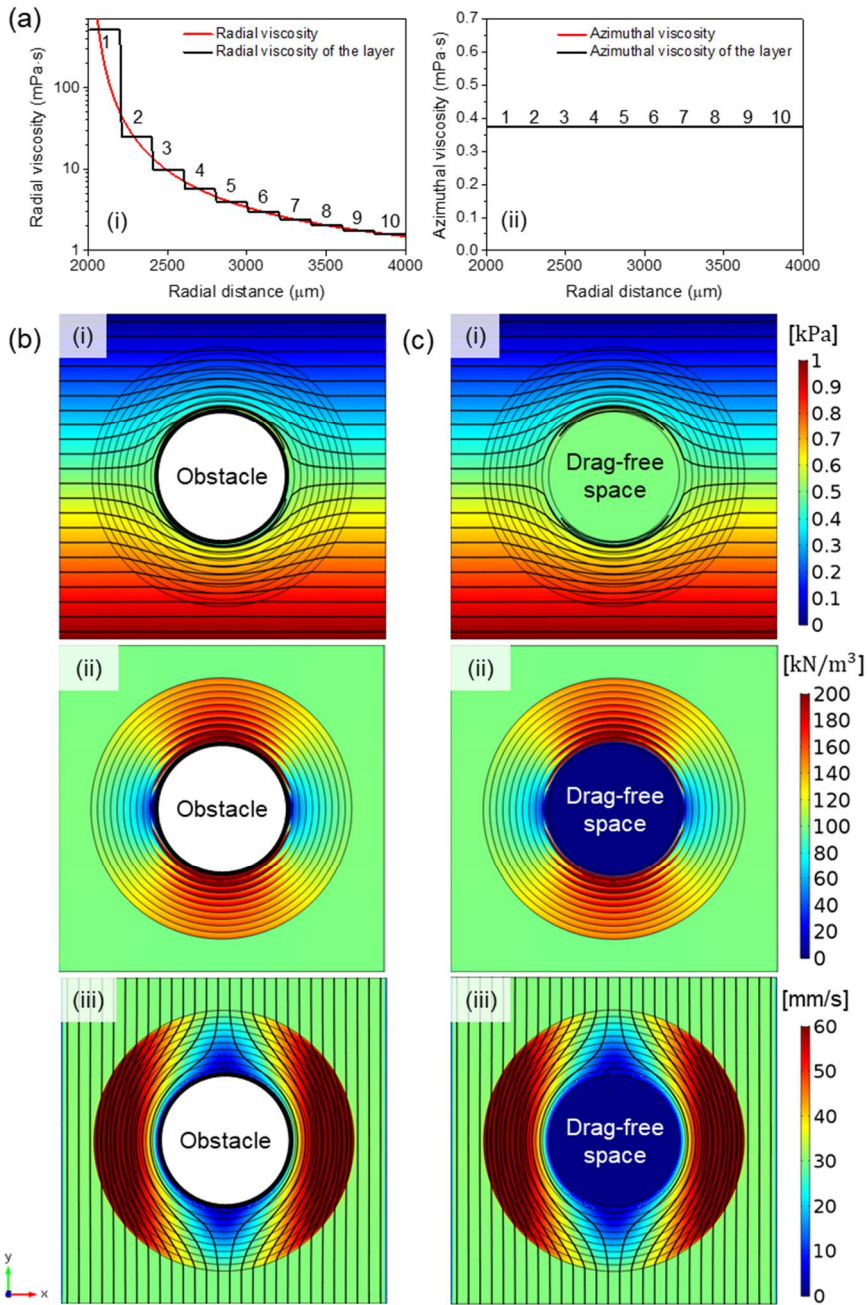 (a)
Radial viscosity (mPa·s)
100
10
1
Radial viscosity
Radial viscosity of the layer
1
2
3
4
5
6
7
8
9
10
(i)
2000 2500 3000 3500 4000
Radial distance (μm)
Azimuthal viscosity (mPa·s)
0.7
0.6
0.5
0.4
0.3
0.2
0.1
0.0
Azimuthal viscosity
Azimuthal viscosity of the layer
1 2 3 4 5 6 7 8 9 10
(ii)
2000 2500 3000 3500 4000
Radial distance (μm)
(b)
(i)
Obstacle
(c)
(i)
Drag-free
space
[kPa]
1
0.9
0.8
0.7
0.6
0.5
0.4
0.3
0.2
0.1
0
(ii)
Obstacle
(ii)
Drag-free
space
[kN/m³]
200
180
160
140
120
100
80
60
40
20
0
(iii)
Obstacle
(iii)
Drag-free
space
[mm/s]
60
50
40
30
20
10
0
y
x